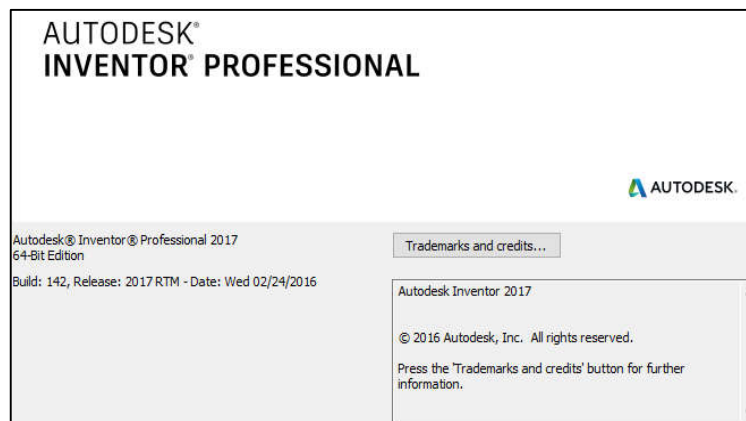 AUTODESK®
INVENTOR® PROFESSIONAL
AUTODESK.
Autodesk® Inventor® Professional 2017
64-Bit Edition
Build: 142, Release: 2017 RTM - Date: Wed 02/24/2016
Trademarks and credits...
Autodesk Inventor 2017
© 2016 Autodesk, Inc. All rights reserved.
Press the 'Trademarks and credits' button for further
information.